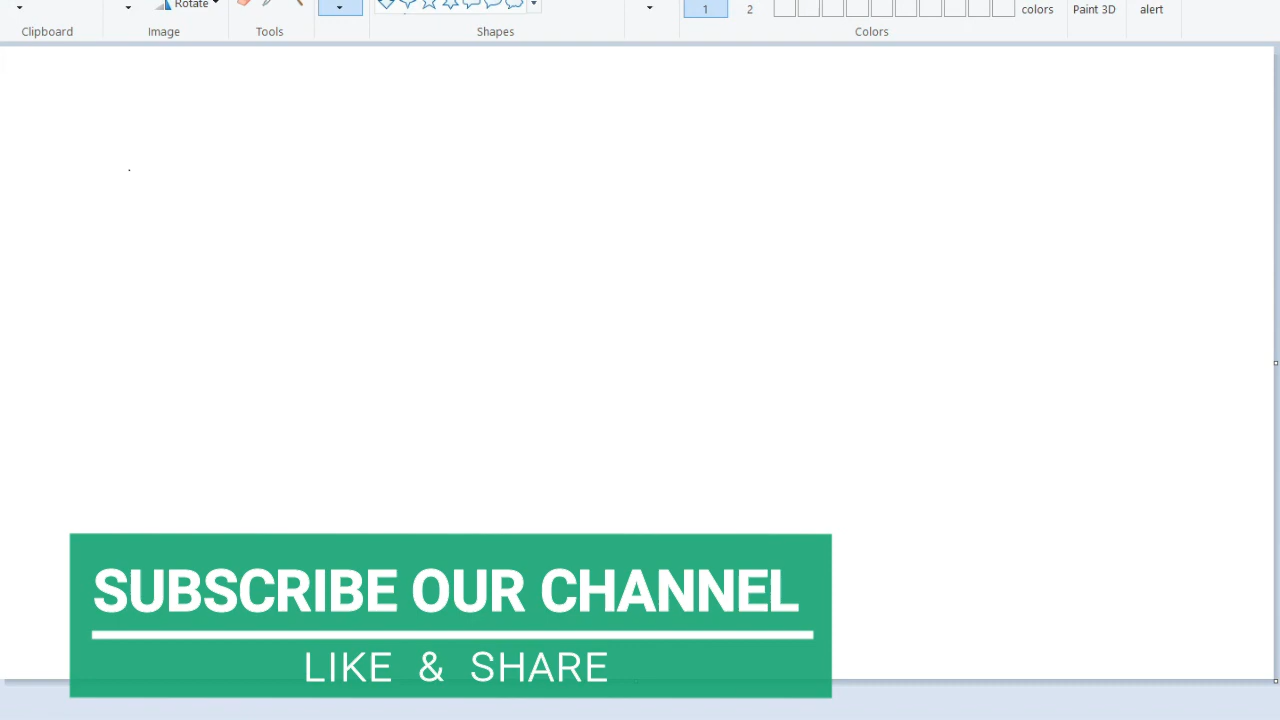 Rotate
1 2 colors Paint 3D alert
Clipboard Image Tools Shapes Colors
SUBSCRIBE OUR CHANNEL
LIKE & SHARE